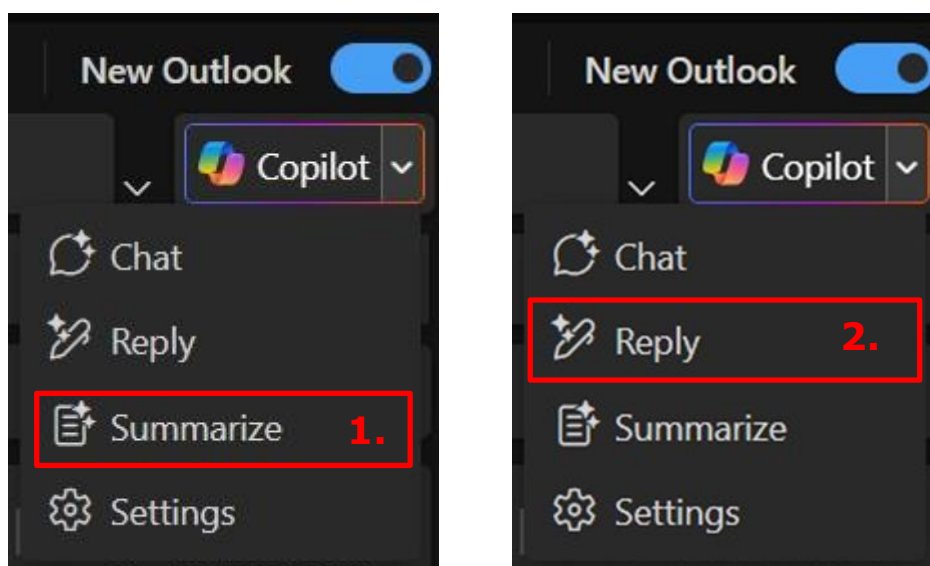 New Outlook
Copilot
Chat
Reply
Summarize 1.
Settings
New Outlook
Copilot
Chat
Reply 2.
Summarize
Settings